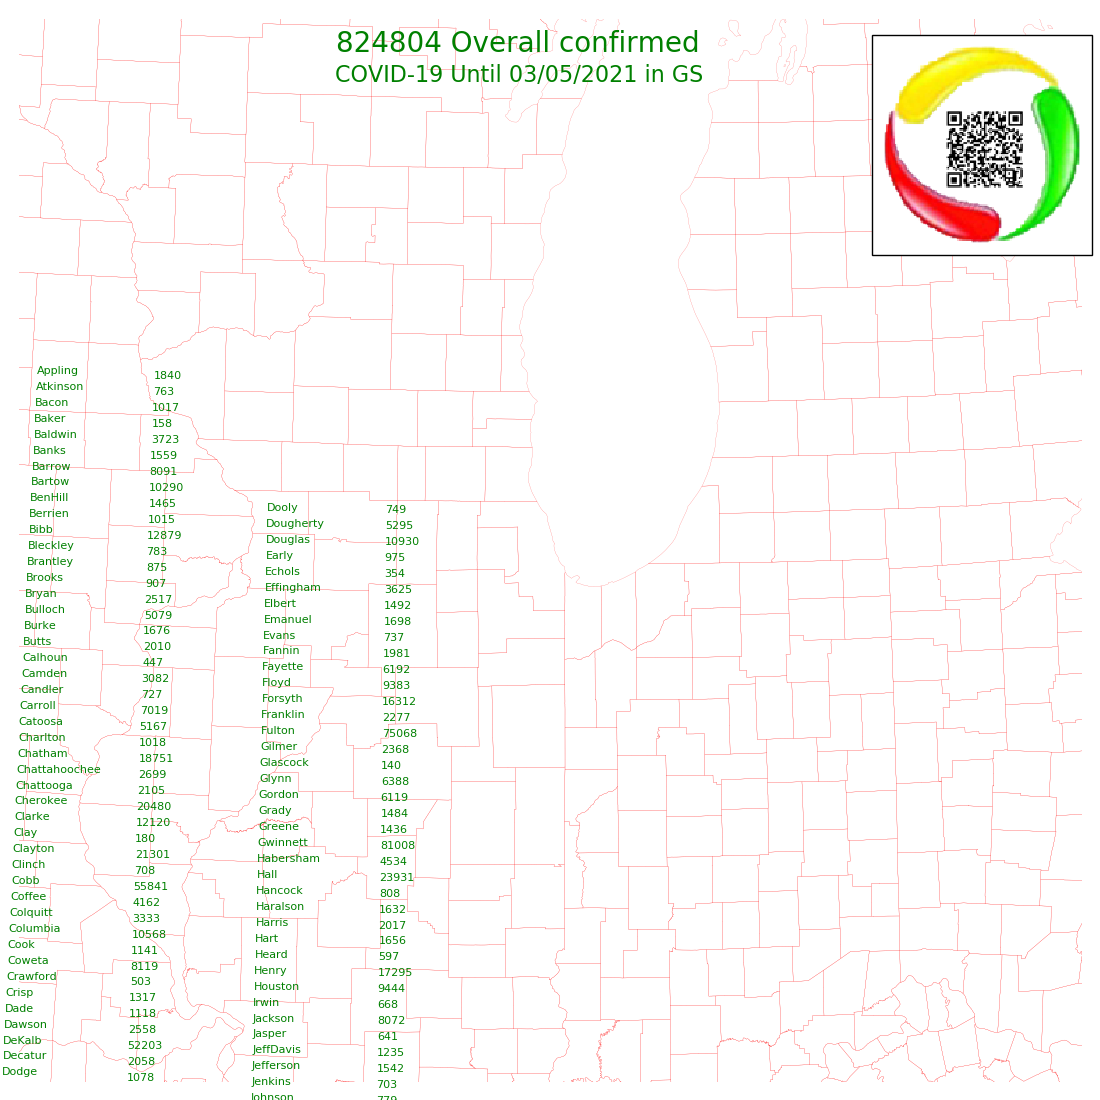 824804 Overall confirmed
COVID-19 Until 03/05/2021 in GS
Appling 1840
Atkinson 763
Bacon 1017
Baker 158
Baldwin 3723
Banks 1559
Barrow 8091
Bartow 10290
BenHill 1465
Berrien 1015
Bibb 12879
Bleckley 783
Brantley 875
Brooks 907
Bryan 2517
Bulloch 5079
Burke 1676
Butts 2010
Calhoun 447
Camden 3082
Candler 727
Carroll 7019
Catoosa 5167
Charlton 1018
Chatham 18751
Chattahoochee 2699
Chattooga 2105
Cherokee 20480
Clarke 12120
Clay 180
Clayton 21301
Clinch 708
Cobb 55841
Coffee 4162
Colquitt 3333
Columbia 10568
Cook 1141
Coweta 8119
Crawford 503
Crisp 1317
Dade 1118
Dawson 2558
DeKalb 52203
Decatur 2058
Dodge 1078
Dooly 749
Dougherty 5295
Douglas 10930
Early 975
Echols 354
Effingham 3625
Elbert 1492
Emanuel 1698
Evans 737
Fannin 1981
Fayette 6192
Floyd 9383
Forsyth 16312
Franklin 2277
Fulton 75068
Gilmer 2368
Glascock 140
Glynn 6388
Gordon 6119
Grady 1484
Greene 1436
Gwinnett 81008
Habersham 4534
Hall 23931
Hancock 808
Haralson 1632
Harris 2017
Hart 1656
Heard 597
Henry 17295
Houston 9444
Irwin 668
Jackson 8072
Jasper 641
JeffDavis 1235
Jefferson 1542
Jenkins 703
Johnson 779